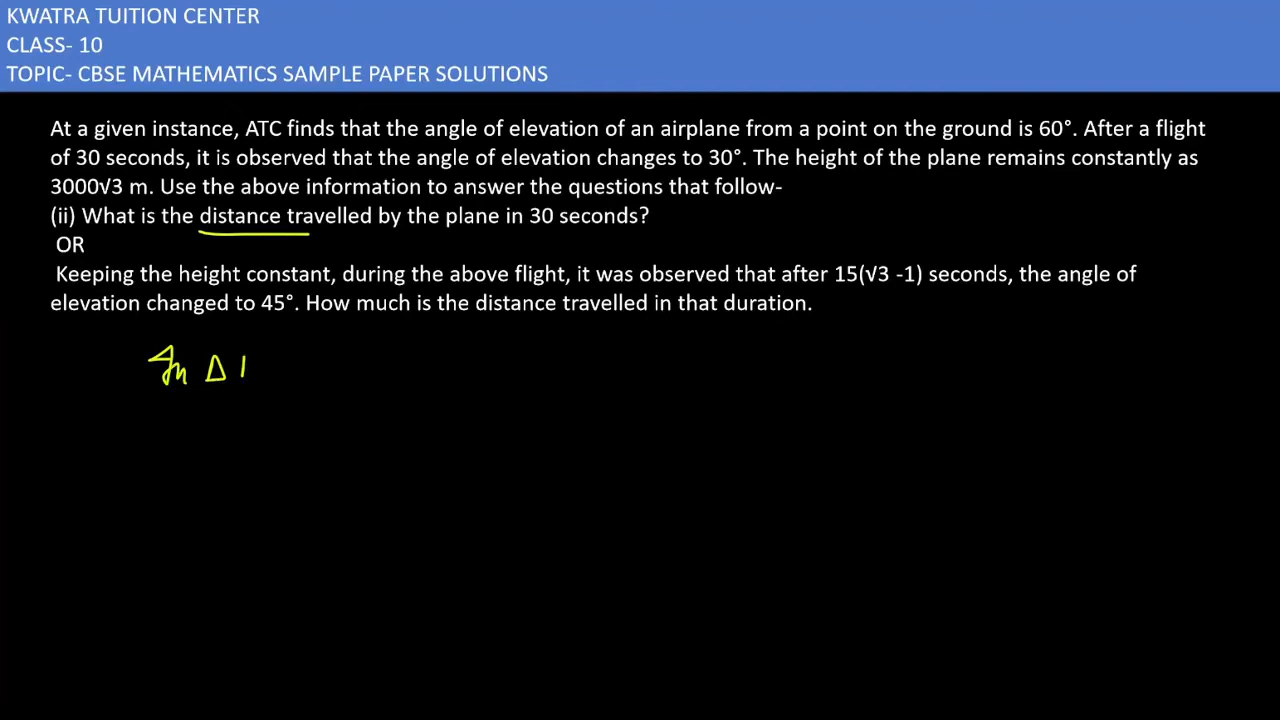 KWATRA TUITION CENTER
CLASS- 10
TOPIC- CBSE MATHEMATICS SAMPLE PAPER SOLUTIONS
At a given instance, ATC finds that the angle of elevation of an airplane from a point on the ground is 60°. After a flight
of 30 seconds, it is observed that the angle of elevation changes to 30°. The height of the plane remains constantly as
3000√3 m. Use the above information to answer the questions that follow-
(ii) What is the distance travelled by the plane in 30 seconds?
OR
Keeping the height constant, during the above flight, it was observed that after 15(√3 -1) seconds, the angle of
elevation changed to 45°. How much is the distance travelled in that duration.
In Δ